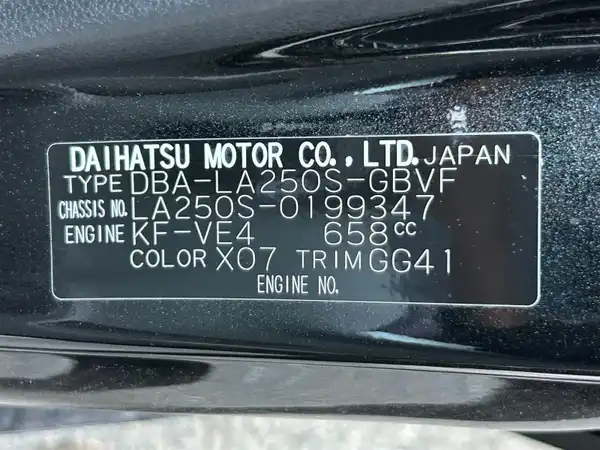 DAIHATSU MOTOR CO., LTD. JAPAN
TYPE DBA-LA250S-GBVF
CHASSIS NO. LA250S-0199347
ENGINE KF-VE4 658cc
COLOR X07 TRIM GG41
ENGINE NO.